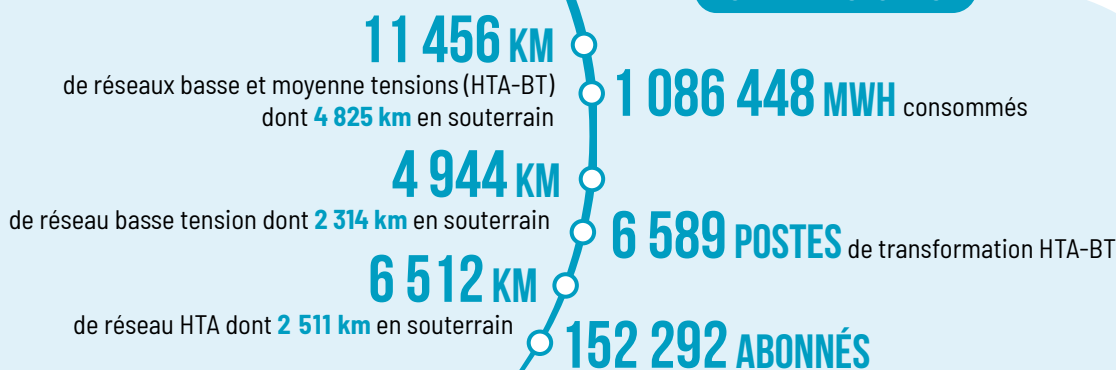 11 456 KM
de réseaux basse et moyenne tensions (HTA-BT)
dont 4 825 km en souterrain
1 086 448 MWH consommés
4 944 KM
de réseau basse tension dont 2 314 km en souterrain
6 589 POSTES de transformation HTA-BT
6 512 KM
de réseau HTA dont 2 511 km en souterrain
152 292 ABONNÉS